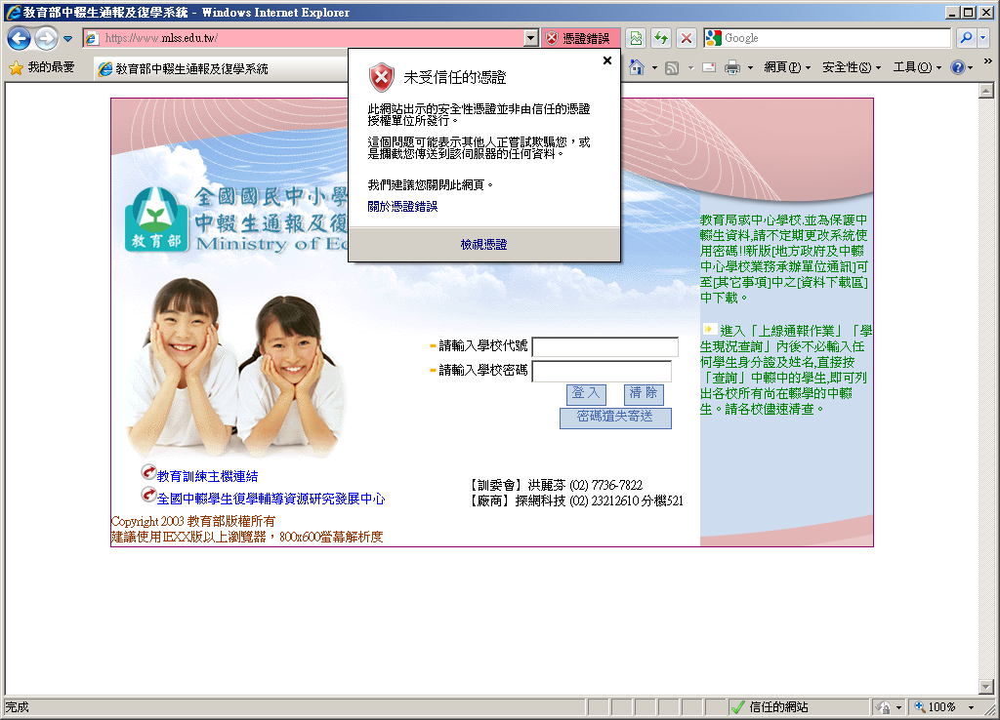 教育部中輟生通報及復學系統 - Windows Internet Explorer
https://www.mlss.edu.tw/
憑證錯誤
Google
我的最愛
教育部中輟生通報及復學系統
網頁(P)
安全性(S)
工具(O)
未受信任的憑證
此網站出示的安全性憑證並非由信任的憑證
授權單位所發行。
這個問題可能表示其他人正嘗試欺騙您，或
是攔截您傳送到該伺服器的任何資料。
我們建議您關閉此網頁。
關於憑證錯誤
檢視憑證
全國國民中小學
中輟生通報及復
Ministry of Ed
教育部
教育局或中心學校.並為保護中
輟生資料,請不定期更改系統使
用密碼!!新版[地方政府及中輟
中心學校業務承辦單位通訊]可
至[其它事項]中之[資料下載區]
中下載。
進入「上線通報作業」「學
生現況查詢」內後不必輸入任
何學生身分證及姓名,直接按
「查詢」中輟中的學生,即可列
出各校所有尚在輟學的中輟
生。請各校儘速清查。
請輸入學校代號
請輸入學校密碼
登 入
清 除
密碼遺失寄送
教育訓練主機連結
全國中輟學生復學輔導資源研究發展中心
【訓委會】洪麗芬 (02) 7736-7822
【廠商】探網科技 (02) 23212610 分機521
Copyright 2003 教育部版權所有
建議使用IEXX版以上瀏覽器，800x600螢幕解析度
完成
信任的網站
100%